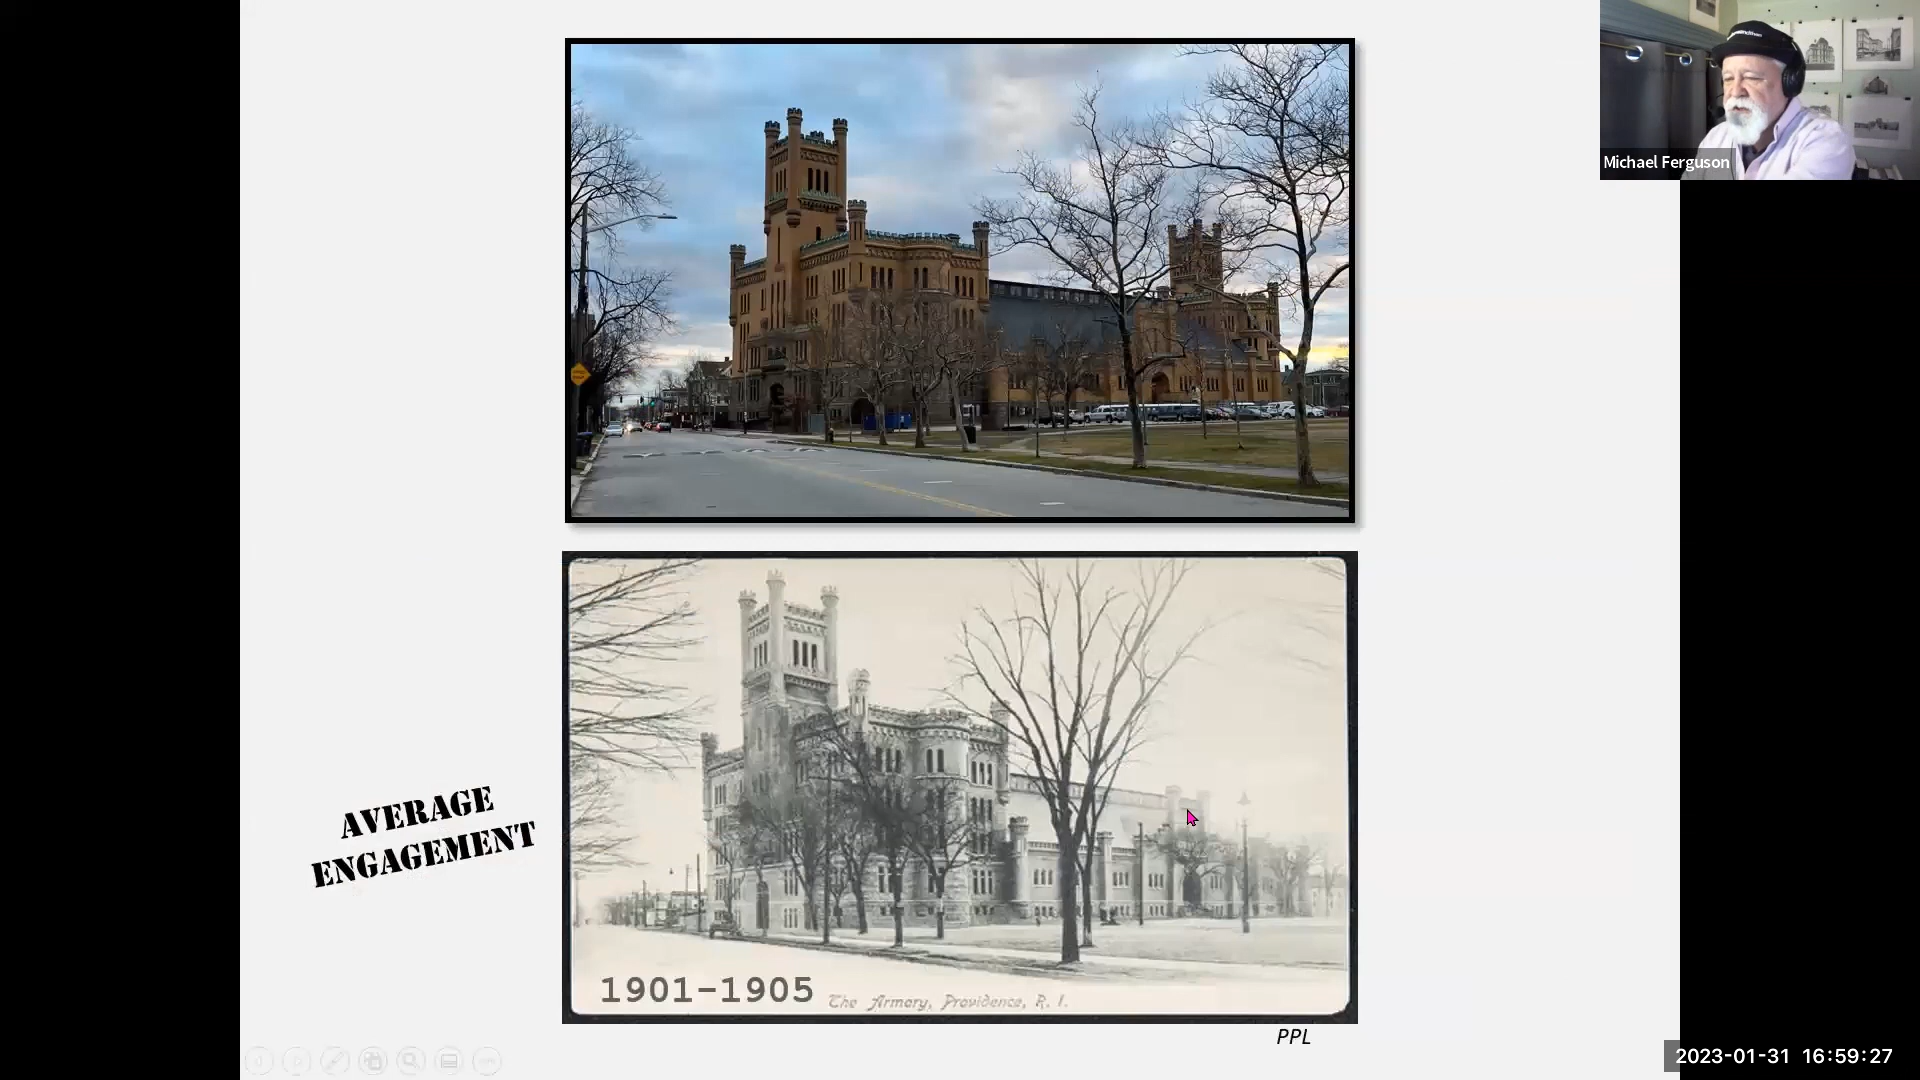 Michael Ferguson
AVERAGE
ENGAGEMENT
1901-1905
The Armory, Providence, R. I.
PPL
2023-01-31 16:59:27